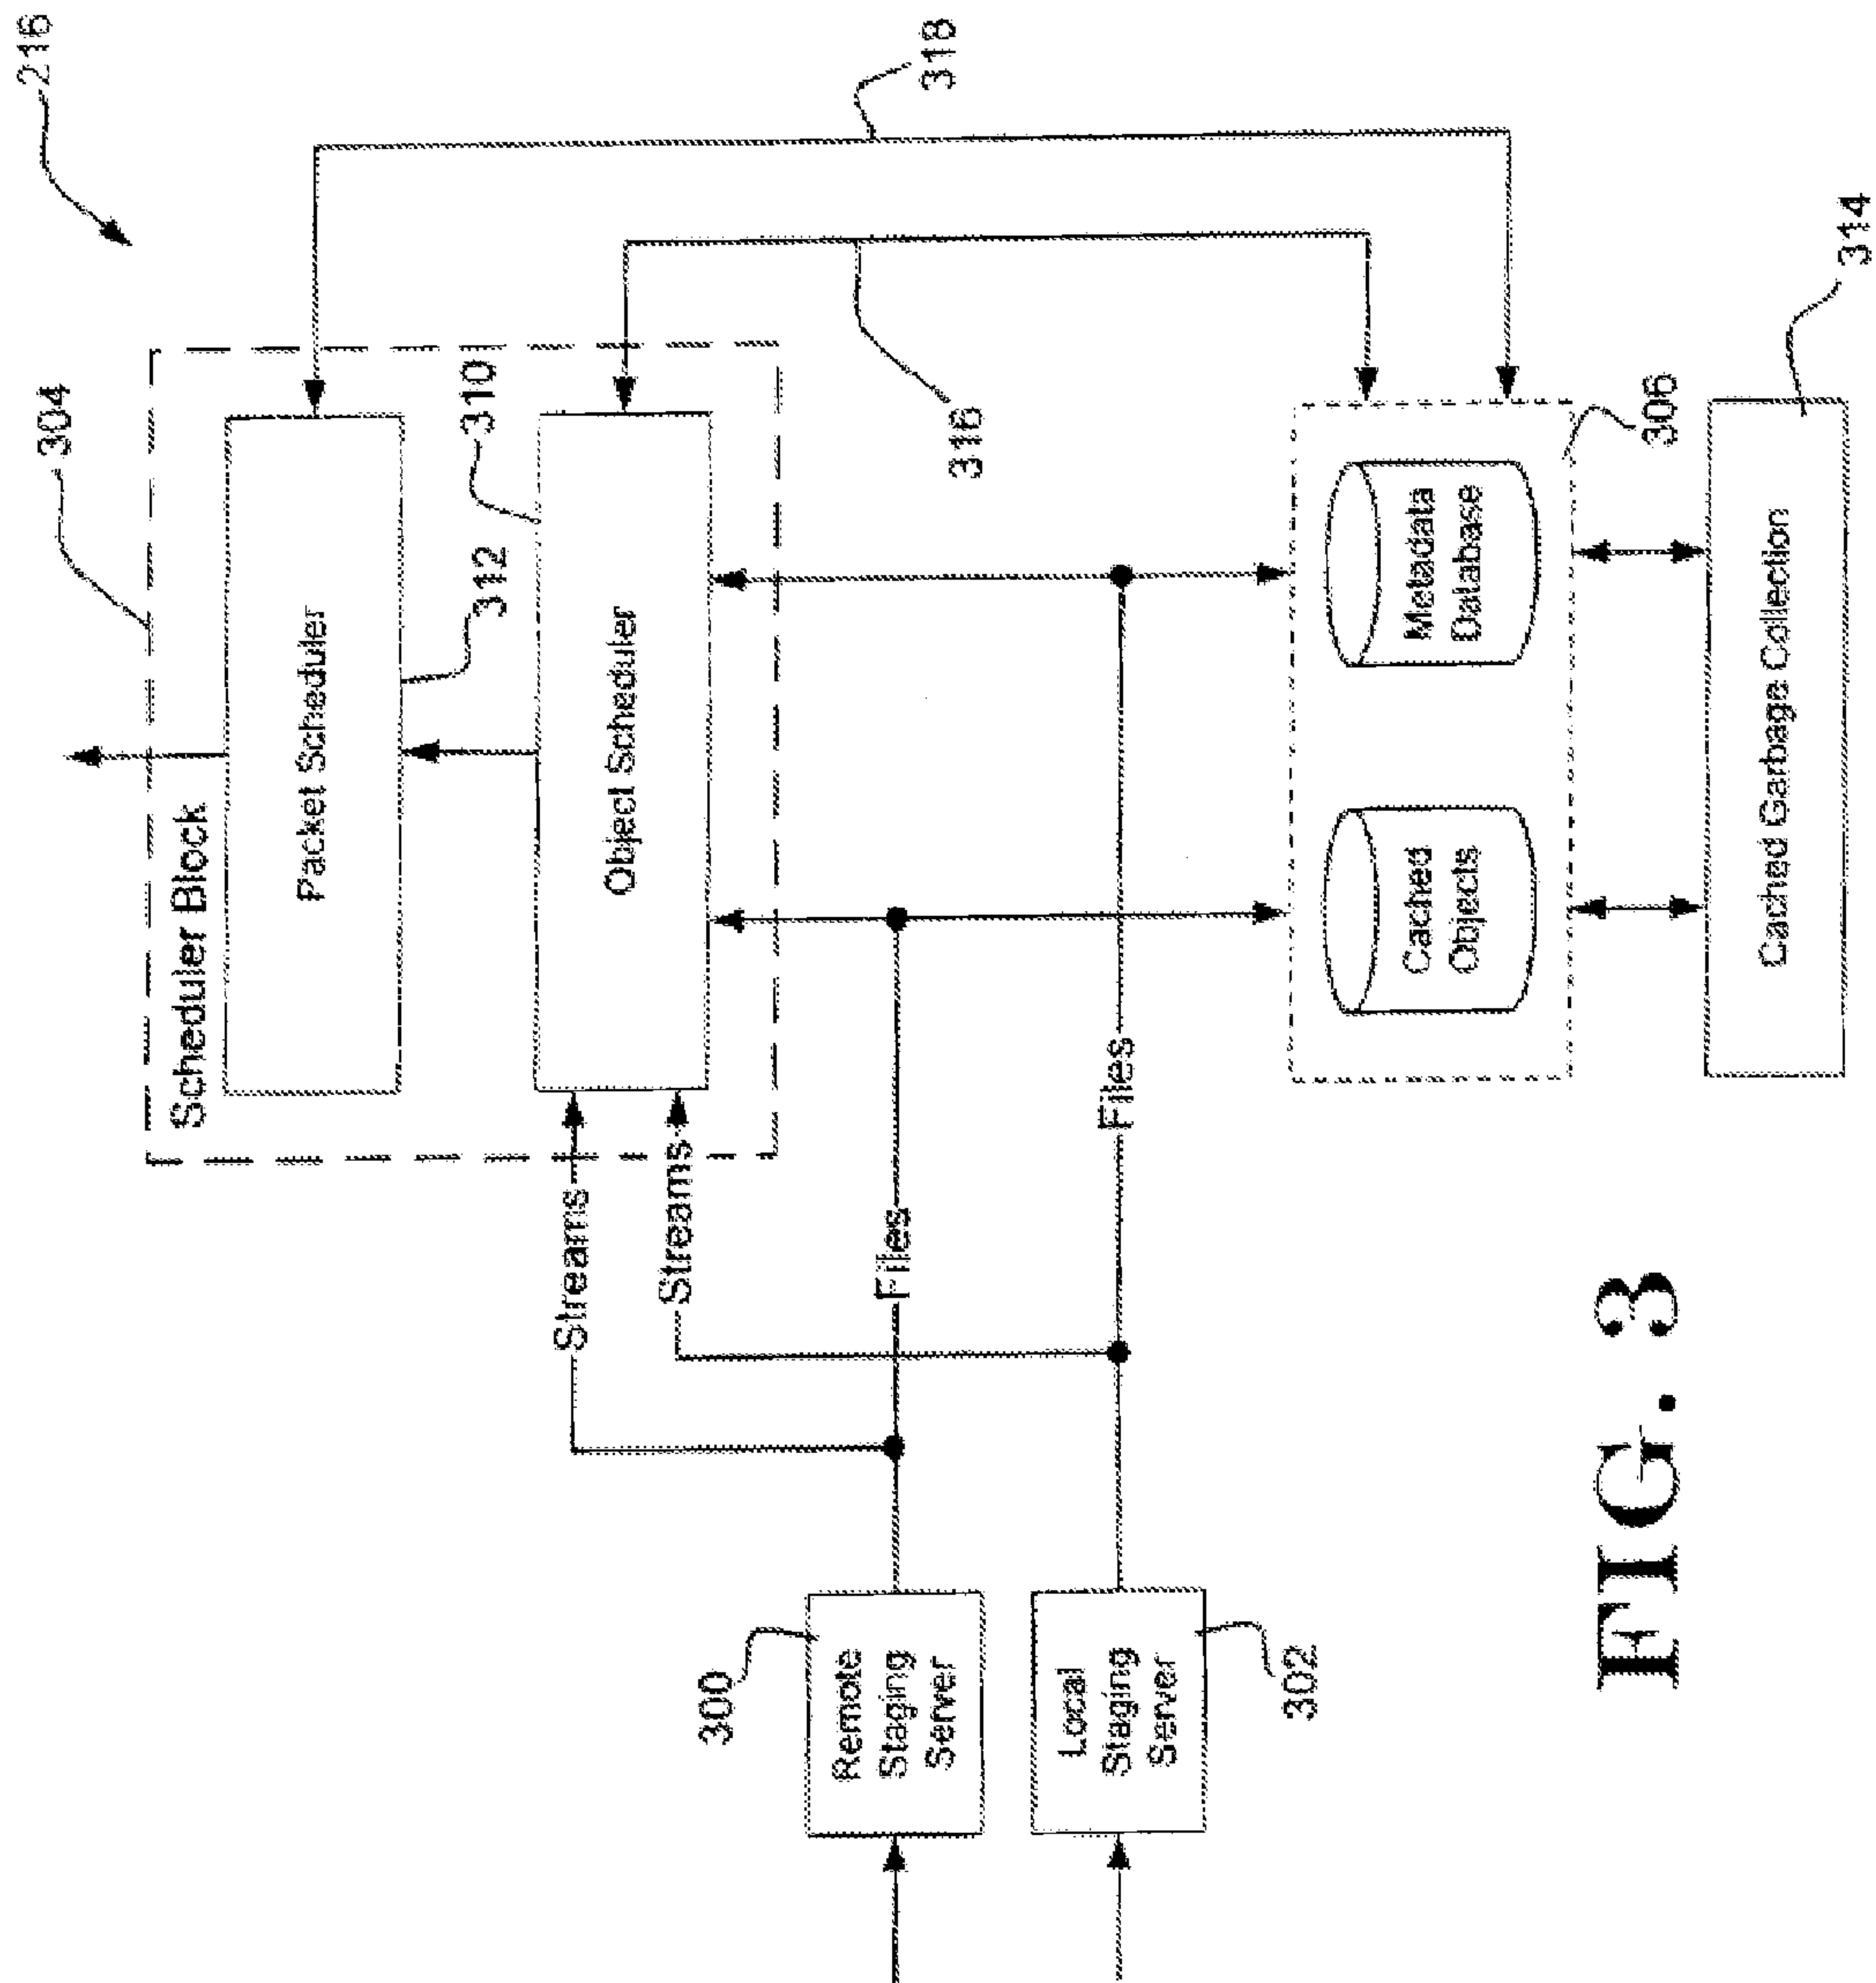 216
304
Scheduler Block
Packet Scheduler
312
310
Object Scheduler
318
316
Streams
Streams
Files
Files
300
Remote
Staging
Server
Local
Staging
Server
302
Cached
Objects
Metadata
Database
306
Cached Garbage Collection
314
FIG. 3